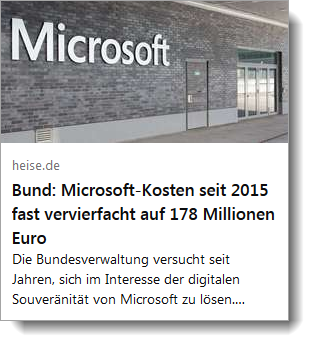 Microsoft
heise.de
Bund: Microsoft-Kosten seit 2015
fast vervierfacht auf 178 Millionen
Euro
Die Bundesverwaltung versucht seit
Jahren, sich im Interesse der digitalen
Souveränität von Microsoft zu lösen....